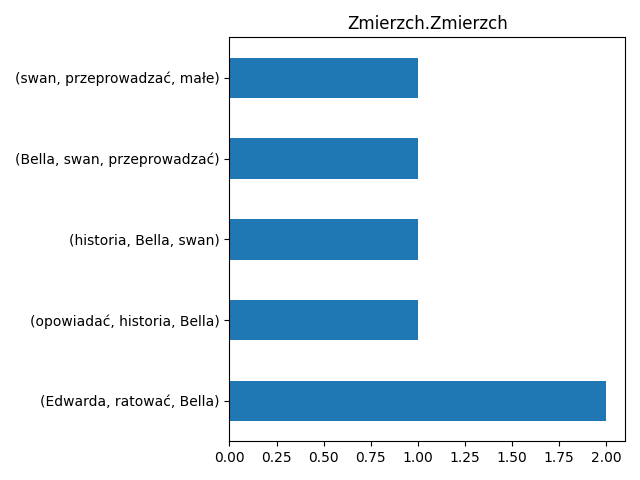 Zmierzch.Zmierzch
(swan, przeprowadzać, małe)
(Bella, swan, przeprowadzać)
(historia, Bella, swan)
(opowiadać, historia, Bella)
(Edwarda, ratować, Bella)
0.00 0.25 0.50 0.75 1.00 1.25 1.50 1.75 2.00